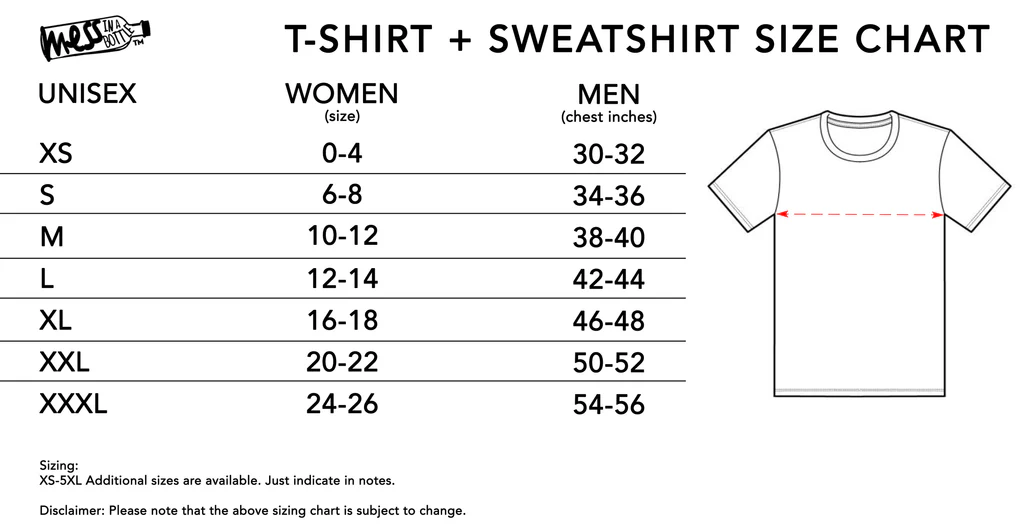 mess IN A BOTTLE TM
T-SHIRT + SWEATSHIRT SIZE CHART
UNISEX WOMEN MEN
(size) (chest inches)
XS 0-4 30-32
S 6-8 34-36
M 10-12 38-40
L 12-14 42-44
XL 16-18 46-48
XXL 20-22 50-52
XXXL 24-26 54-56
Sizing:
XS-5XL Additional sizes are available. Just indicate in notes.
Disclaimer: Please note that the above sizing chart is subject to change.